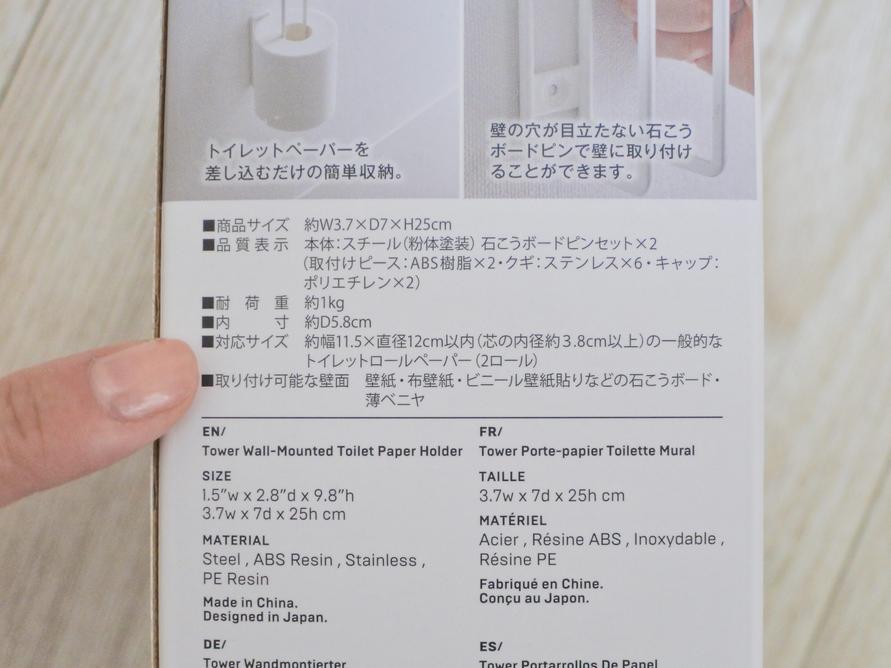 トイレットペーパーを
差し込むだけの簡単収納。
壁の穴が目立たない石こう
ボードピンで壁に取り付け
ることができます。
■商品サイズ 約W3.7×D7×H25cm
■品質表示 本体：スチール（粉体塗装） 石こうボードピンセット×2
（取付けピース：ABS樹脂×2・クギ：ステンレス×6・キャップ：
ポリエチレン×2）
■耐荷重 約1kg
■内寸 約D5.8cm
■対応サイズ 約幅11.5×直径12cm以内（芯の内径約3.8cm以上）の一般的な
トイレットロールペーパー（2ロール）
■取り付け可能な壁面 壁紙・布壁紙・ビニール壁紙貼りなどの石こうボード・
薄ベニヤ
EN/
Tower Wall-Mounted Toilet Paper Holder
SIZE
1.5”w x 2.8”d x 9.8”h
3.7w x 7d x 25h cm
MATERIAL
Steel , ABS Resin , Stainless ,
PE Resin
Made in China.
Designed in Japan.
FR/
Tower Porte-papier Toilette Mural
TAILLE
3.7w x 7d x 25h cm
MATÉRIEL
Acier , Résine ABS , Inoxydable ,
Résine PE
Fabriqué en Chine.
Conçu au Japon.
DE/
Tower Wandmontierter
ES/
Tower Portarrollos De Papel